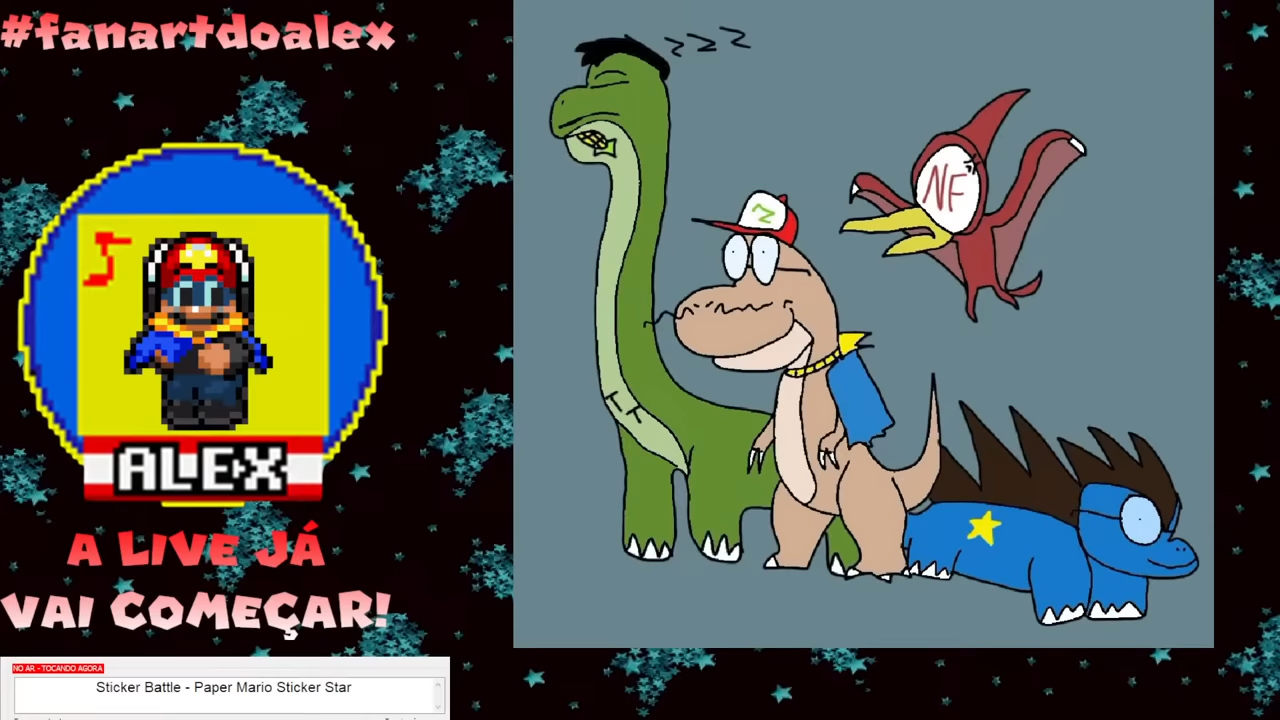 #fanartdoalex
ALEX
A LIVE JÁ
VAI COMEÇAR!
NO AR - TOCANDO AGORA
Sticker Battle - Paper Mario Sticker Star
zzz
NF
Z